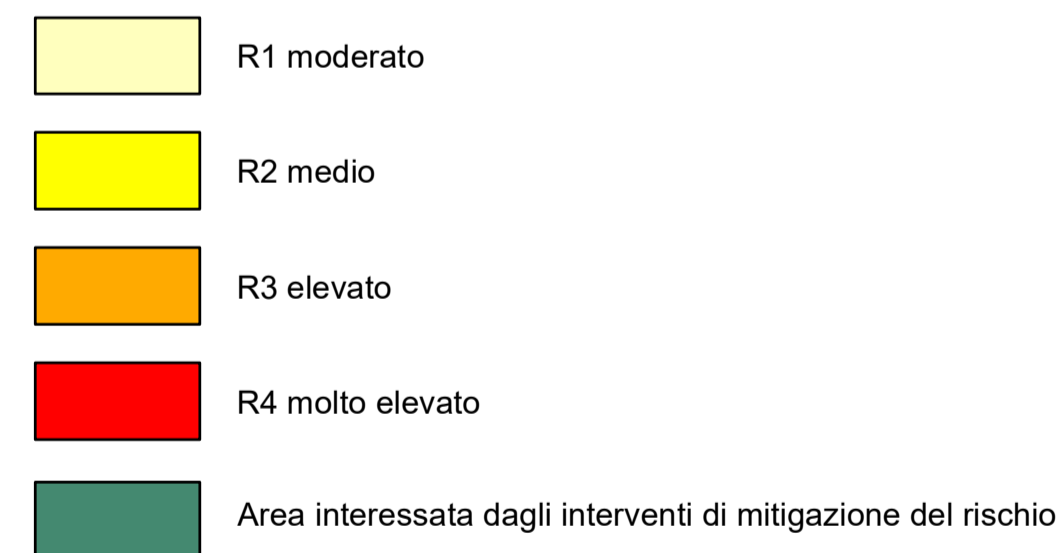 R1 moderato
R2 medio
R3 elevato
R4 molto elevato
Area interessata dagli interventi di mitigazione del rischio